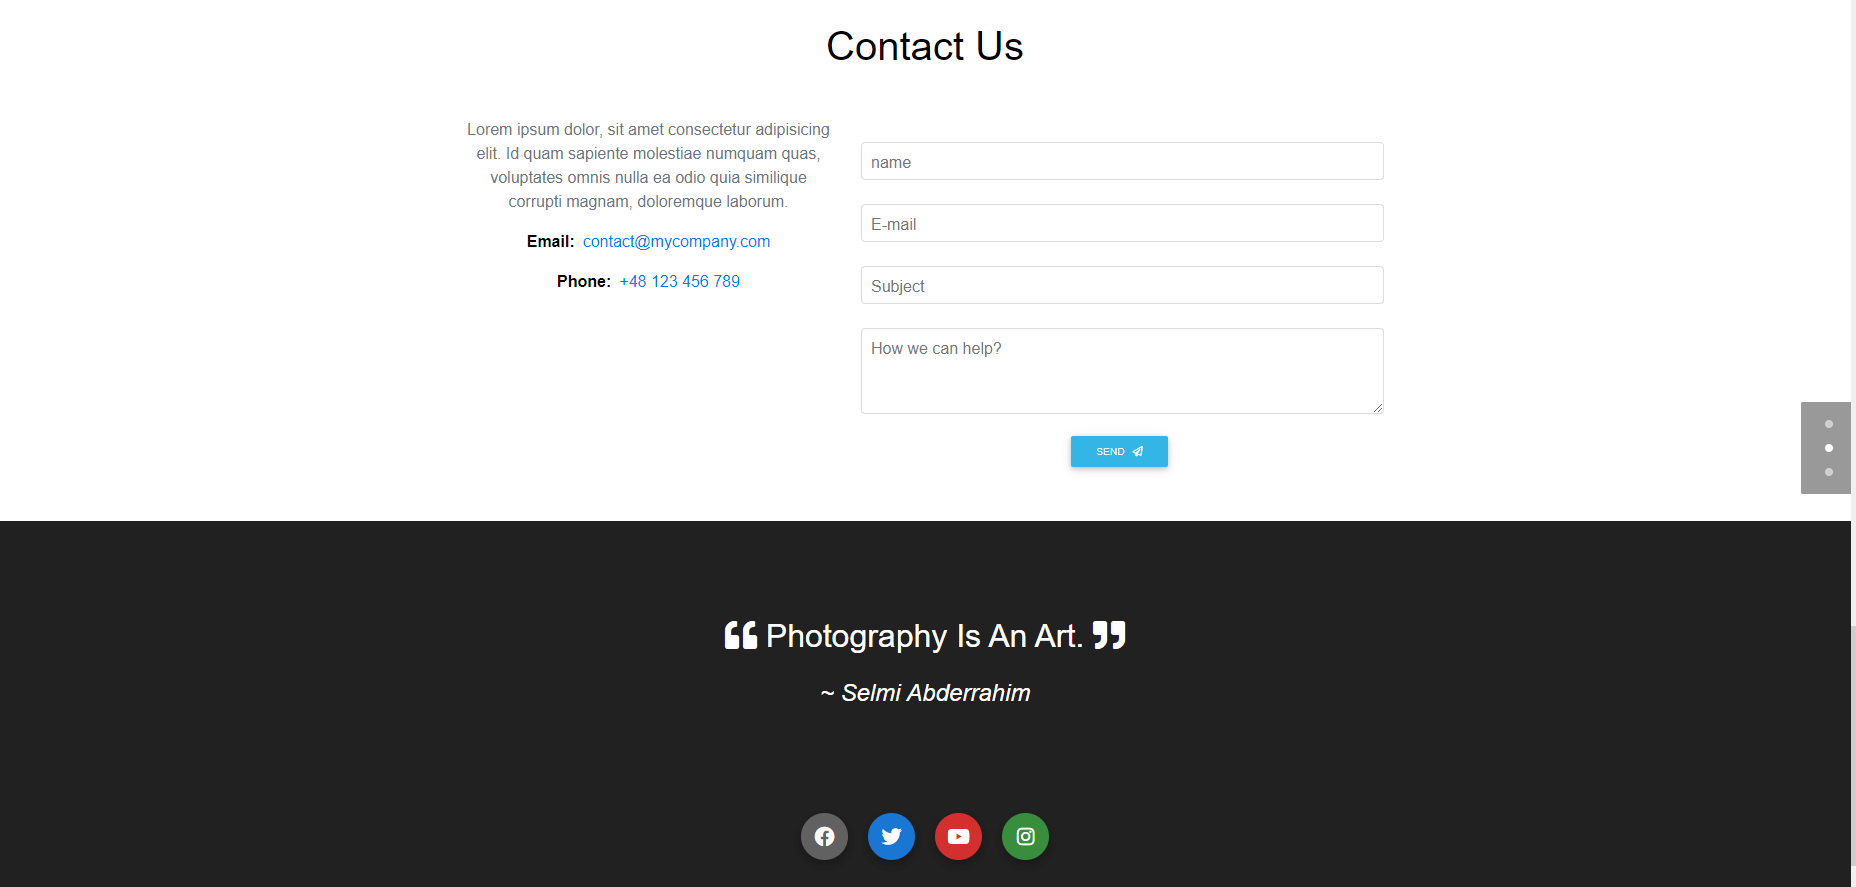 Contact Us
Lorem ipsum dolor, sit amet consectetur adipisicing
elit. Id quam sapiente molestiae numquam quas,
voluptates omnis nulla ea odio quia similique
corrupti magnam, doloremque laborum.
Email: contact@mycompany.com
Phone: +48 123 456 789
name
E-mail
Subject
How we can help?
SEND
“ Photography Is An Art. ”
~ Selmi Abderrahim